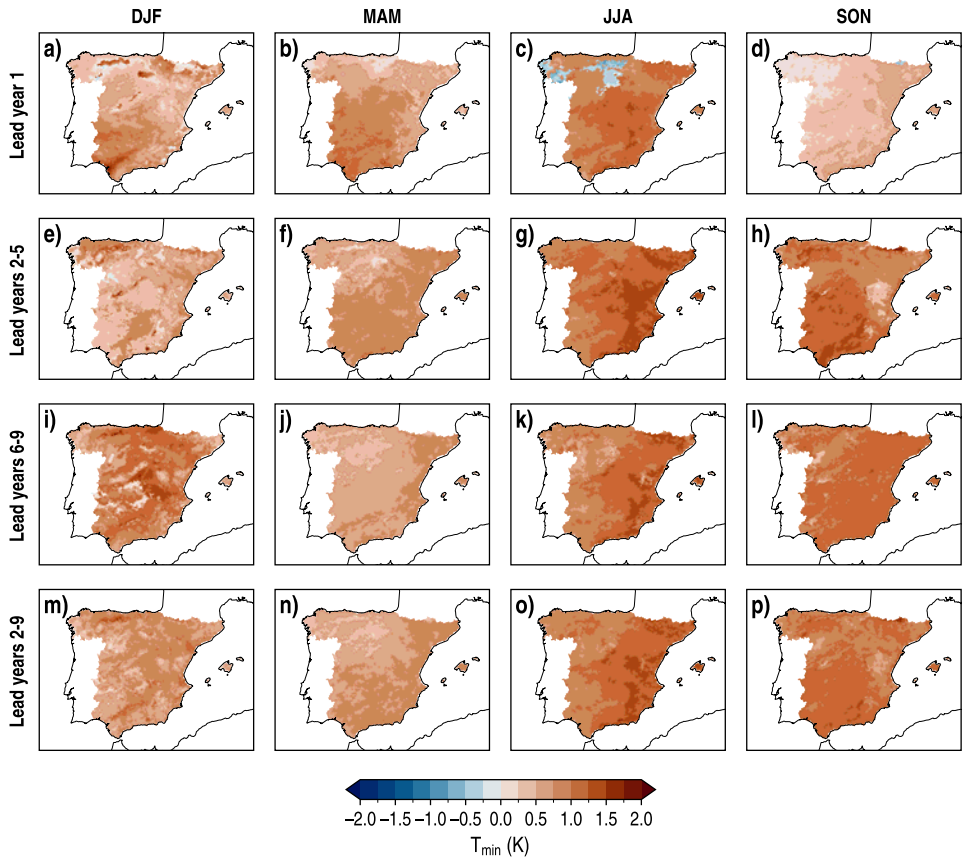 DJF MAM JJA SON
Lead year 1
a) b) c) d)
Lead years 2-5
e) f) g) h)
Lead years 6-9
i) j) k) l)
Lead years 2-9
m) n) o) p)
−2.0 −1.5 −1.0 −0.5 0.0 0.5 1.0 1.5 2.0
Tmin (K)